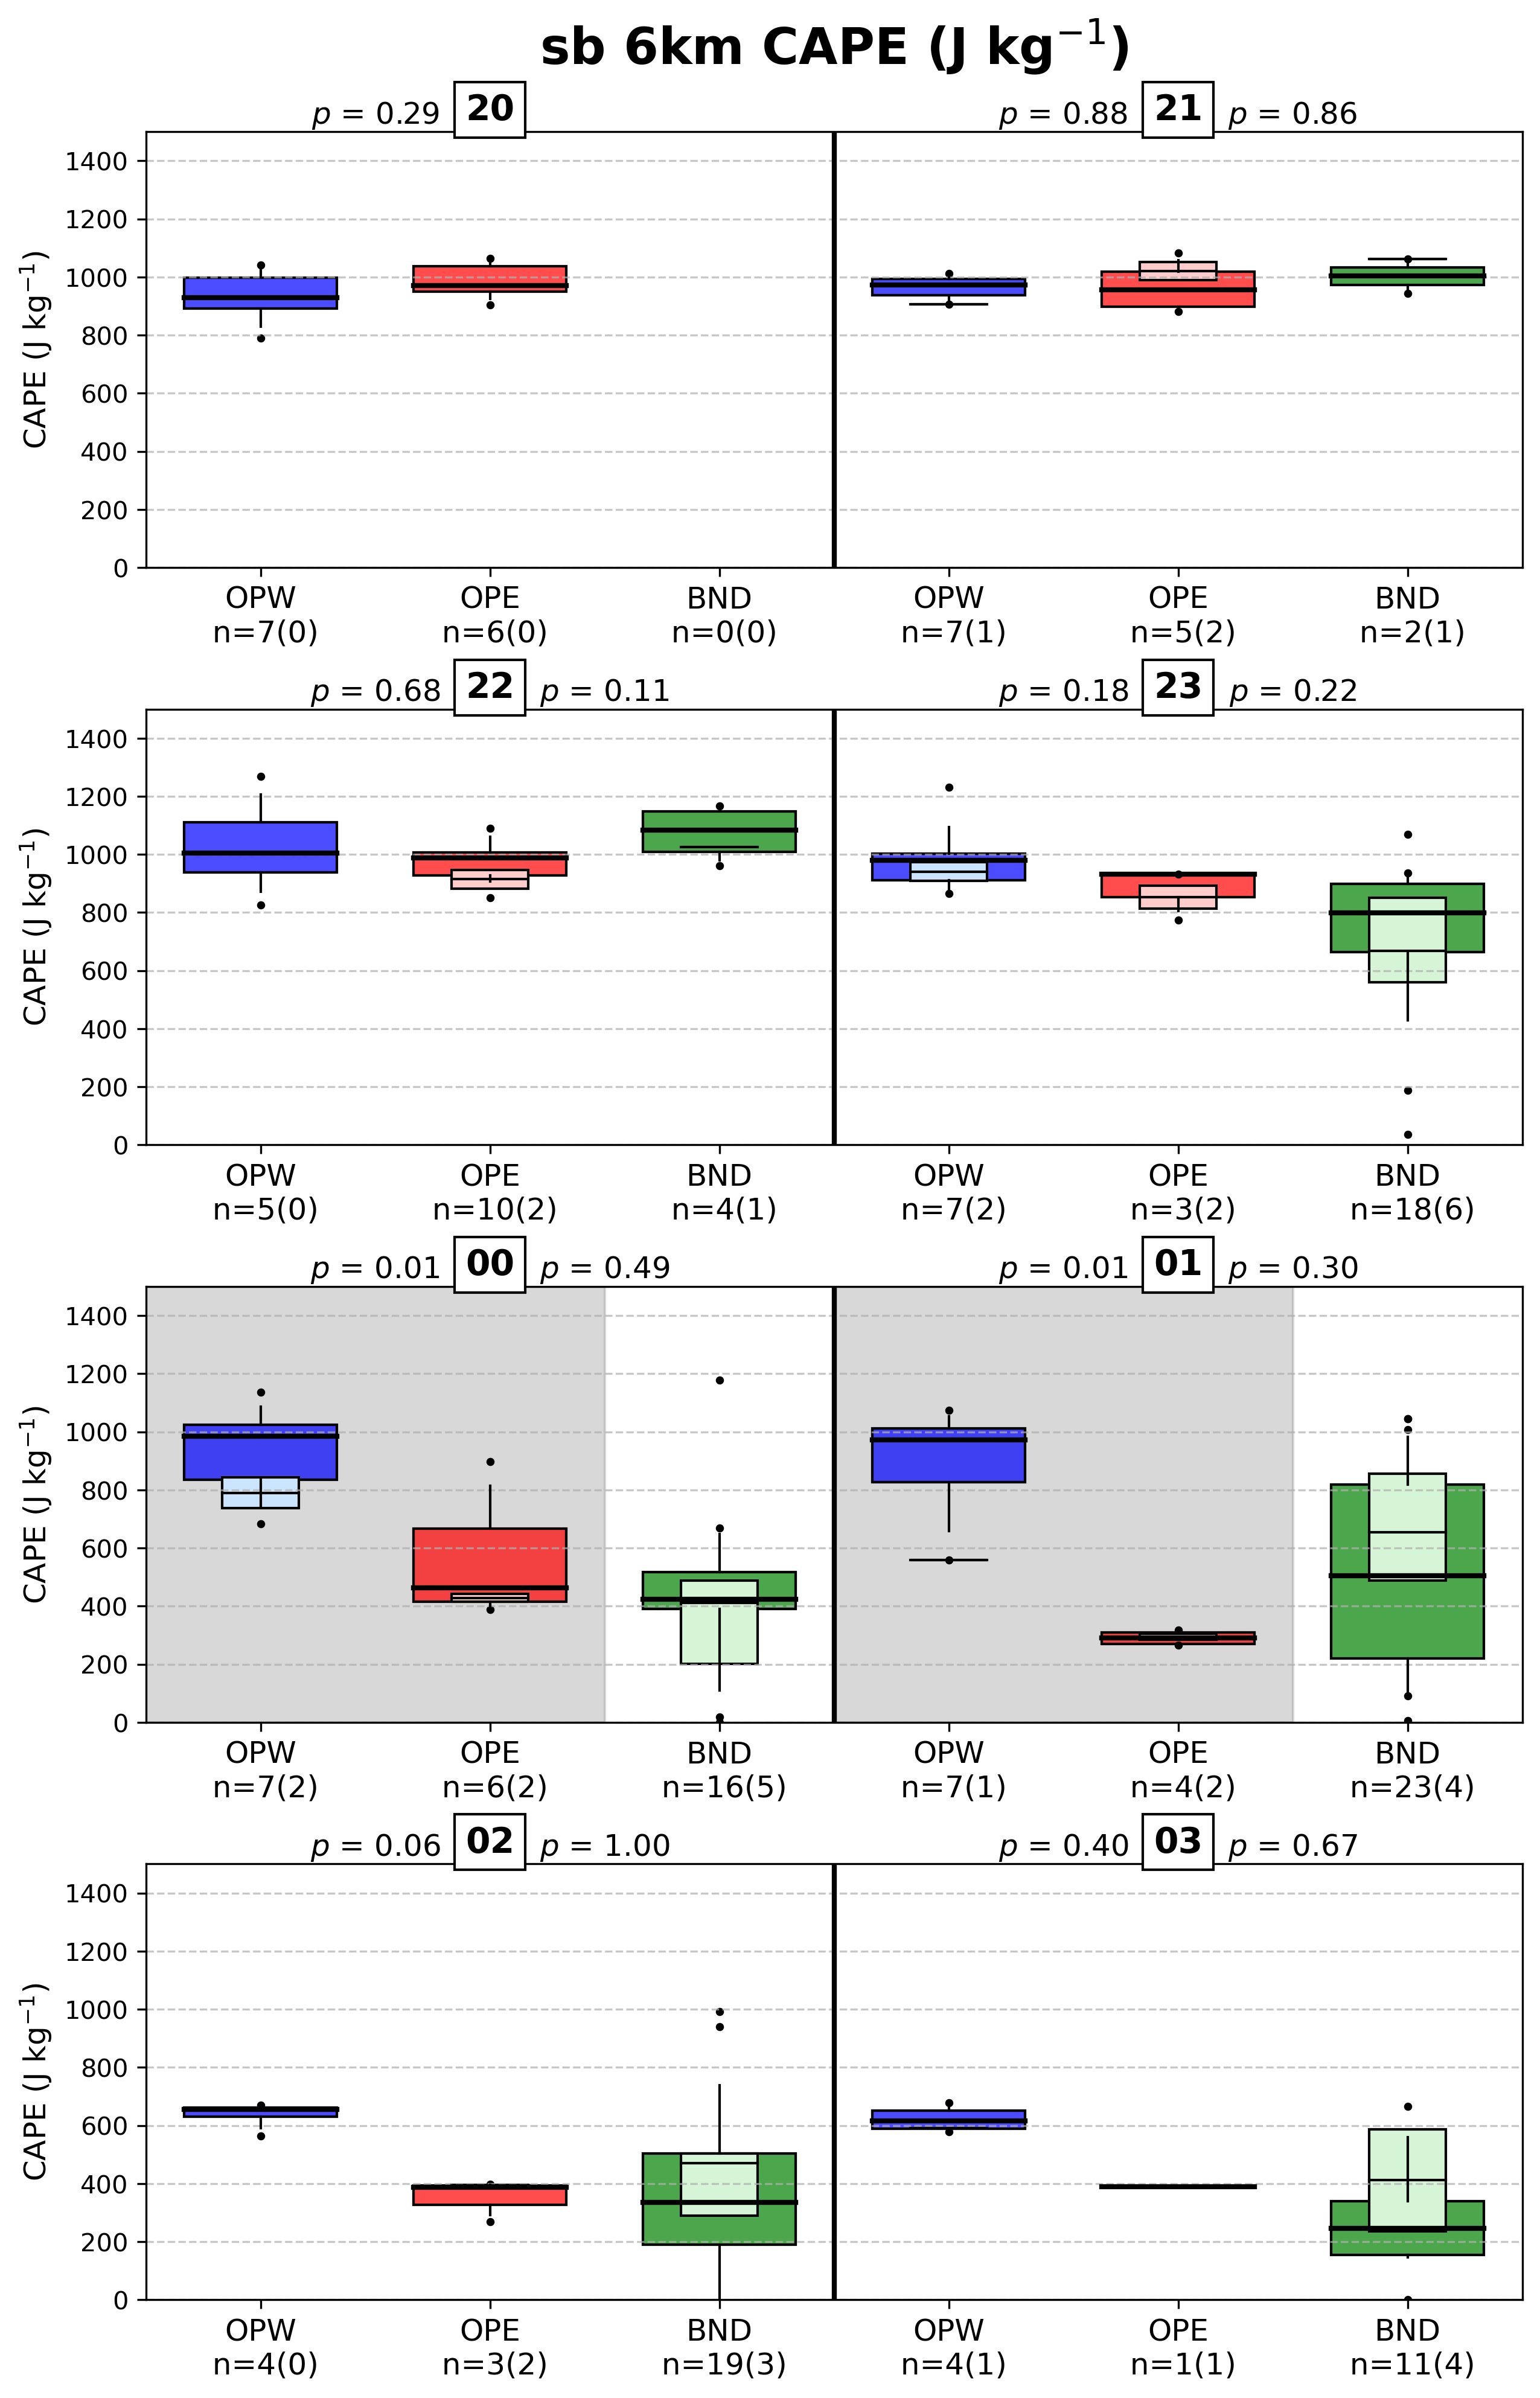 sb 6km CAPE (J kg⁻¹)
p = 0.29 20
p = 0.88 21 p = 0.86
CAPE (J kg⁻¹)
1400
1200
1000
800
600
400
200
0
OPW OPE BND OPW OPE BND
n=7(0) n=6(0) n=0(0) n=7(1) n=5(2) n=2(1)
p = 0.68 22 p = 0.11
p = 0.18 23 p = 0.22
CAPE (J kg⁻¹)
1400
1200
1000
800
600
400
200
0
OPW OPE BND OPW OPE BND
n=5(0) n=10(2) n=4(1) n=7(2) n=3(2) n=18(6)
p = 0.01 00 p = 0.49
p = 0.01 01 p = 0.30
CAPE (J kg⁻¹)
1400
1200
1000
800
600
400
200
0
OPW OPE BND OPW OPE BND
n=7(2) n=6(2) n=16(5) n=7(1) n=4(2) n=23(4)
p = 0.06 02 p = 1.00
p = 0.40 03 p = 0.67
CAPE (J kg⁻¹)
1400
1200
1000
800
600
400
200
0
OPW OPE BND OPW OPE BND
n=4(0) n=3(2) n=19(3) n=4(1) n=1(1) n=11(4)